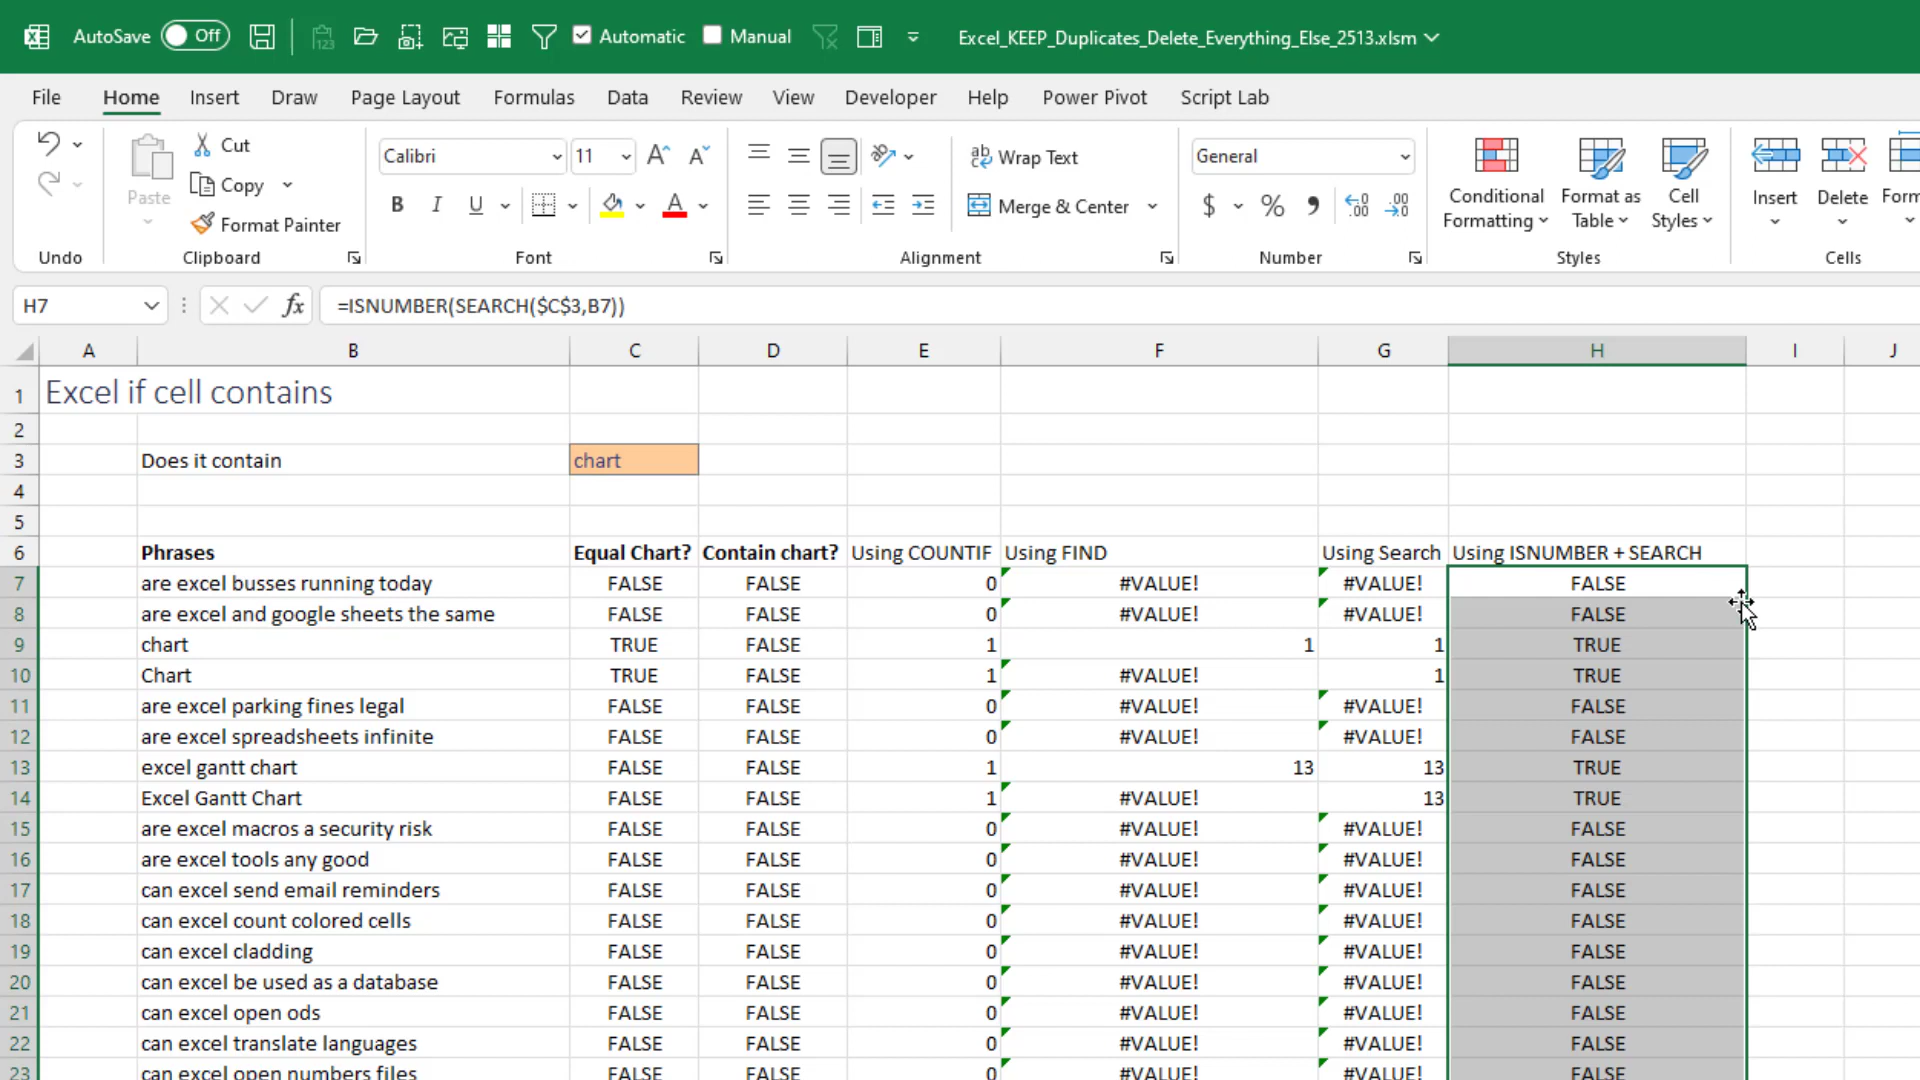 AutoSave Off Automatic Manual Excel_KEEP_Duplicates_Delete_Everything_Else_2513.xlsm
File Home Insert Draw Page Layout Formulas Data Review View Developer Help Power Pivot Script Lab
Paste
Cut
Copy
Format Painter
Calibri 11
B I U
Wrap Text
Merge & Center
General
$ %
Conditional Formatting
Format as Table
Cell Styles
Insert
Delete
Form
Undo Clipboard Font Alignment Number Styles Cells
H7 fx =ISNUMBER(SEARCH($C$3,B7))
A B C D E F G H I J
1 Excel if cell contains
2
3 Does it contain chart
4
5
6 Phrases Equal Chart? Contain chart? Using COUNTIF Using FIND Using Search Using ISNUMBER + SEARCH
7 are excel busses running today FALSE FALSE 0 #VALUE! #VALUE! FALSE
8 are excel and google sheets the same FALSE FALSE 0 #VALUE! #VALUE! FALSE
9 chart TRUE FALSE 1 1 1 TRUE
10 Chart TRUE FALSE 1 #VALUE! 1 TRUE
11 are excel parking fines legal FALSE FALSE 0 #VALUE! #VALUE! FALSE
12 are excel spreadsheets infinite FALSE FALSE 0 #VALUE! #VALUE! FALSE
13 excel gantt chart FALSE FALSE 1 13 13 TRUE
14 Excel Gantt Chart FALSE FALSE 1 #VALUE! 13 TRUE
15 are excel macros a security risk FALSE FALSE 0 #VALUE! #VALUE! FALSE
16 are excel tools any good FALSE FALSE 0 #VALUE! #VALUE! FALSE
17 can excel send email reminders FALSE FALSE 0 #VALUE! #VALUE! FALSE
18 can excel count colored cells FALSE FALSE 0 #VALUE! #VALUE! FALSE
19 can excel cladding FALSE FALSE 0 #VALUE! #VALUE! FALSE
20 can excel be used as a database FALSE FALSE 0 #VALUE! #VALUE! FALSE
21 can excel open ods FALSE FALSE 0 #VALUE! #VALUE! FALSE
22 can excel translate languages FALSE FALSE 0 #VALUE! #VALUE! FALSE
23 can excel open numbers files FALSE FALSE 0 #VALUE! #VALUE! FALSE